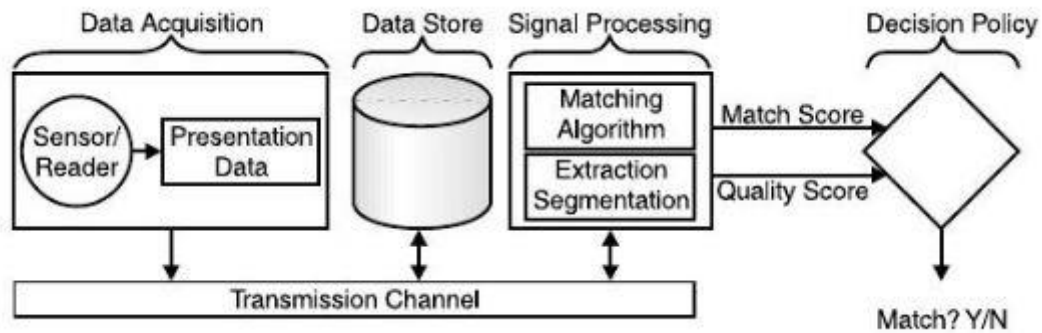 Data Acquisition
Data Store
Signal Processing
Decision Policy
Sensor/
Reader
Presentation
Data
Matching
Algorithm
Extraction
Segmentation
Match Score
Quality Score
Transmission Channel
Match? Y/N